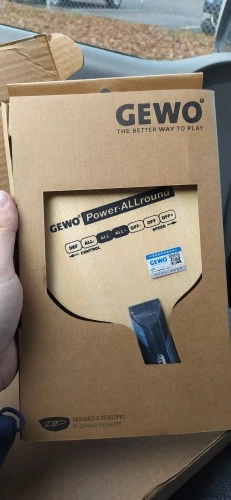 GEWO
THE BETTER WAY TO PLAY
GEWO Power-ALLround
DEF ALL- ALL ALL+ OFF- OFF OFF+
CONTROL SPEED
GEWO
DESIGNED & DEVELOPED